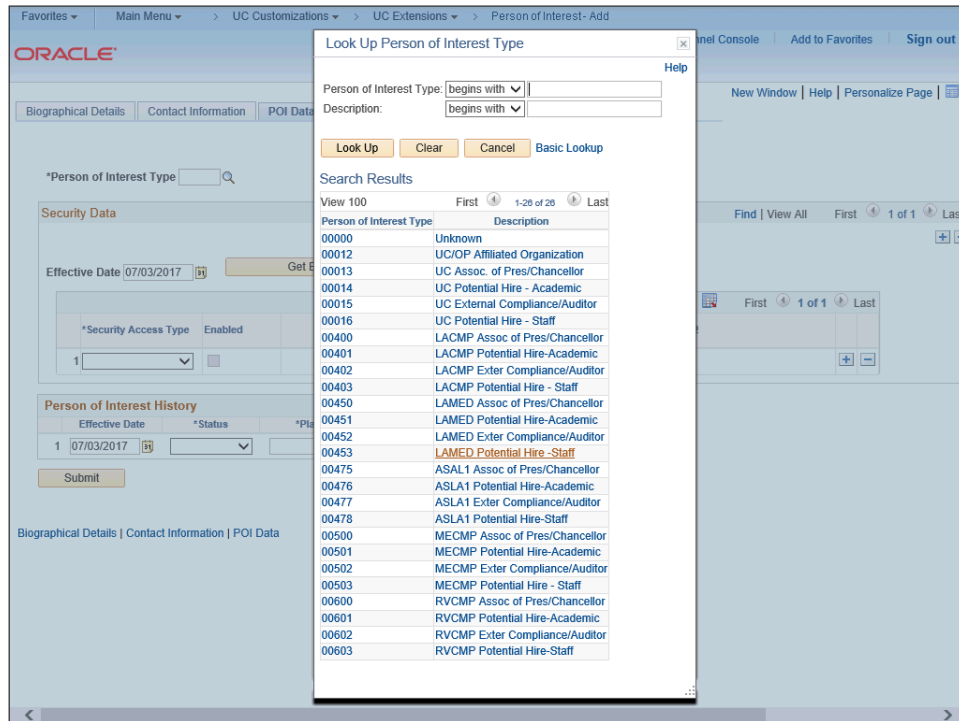 Favorites Main Menu > UC Customizations > UC Extensions > Person of Interest- Add
ORACLE
nel Console Add to Favorites Sign out
New Window | Help | Personalize Page |
Biographical Details Contact Information POI Data
*Person of Interest Type
Security Data
Find | View All First 1 of 1 Las
Effective Date 07/03/2017 Get
First 1 of 1 Last
*Security Access Type Enabled
1
Person of Interest History
Effective Date *Status *Pla
1 07/03/2017
Submit
Biographical Details | Contact Information | POI Data
Look Up Person of Interest Type
Help
Person of Interest Type: begins with
Description: begins with
Look Up Clear Cancel Basic Lookup
Search Results
View 100 First 1-26 of 26 Last
Person of Interest Type Description
00000 Unknown
00012 UC/OP Affiliated Organization
00013 UC Assoc. of Pres/Chancellor
00014 UC Potential Hire - Academic
00015 UC External Compliance/Auditor
00016 UC Potential Hire - Staff
00400 LACMP Assoc of Pres/Chancellor
00401 LACMP Potential Hire-Academic
00402 LACMP Exter Compliance/Auditor
00403 LACMP Potential Hire - Staff
00450 LAMED Assoc of Pres/Chancellor
00451 LAMED Potential Hire-Academic
00452 LAMED Exter Compliance/Auditor
00453 LAMED Potential Hire -Staff
00475 ASAL1 Assoc of Pres/Chancellor
00476 ASLA1 Potential Hire-Academic
00477 ASLA1 Exter Compliance/Auditor
00478 ASLA1 Potential Hire-Staff
00500 MECMP Assoc of Pres/Chancellor
00501 MECMP Potential Hire-Academic
00502 MECMP Exter Compliance/Auditor
00503 MECMP Potential Hire - Staff
00600 RVCMP Assoc of Pres/Chancellor
00601 RVCMP Potential Hire-Academic
00602 RVCMP Exter Compliance/Auditor
00603 RVCMP Potential Hire-Staff